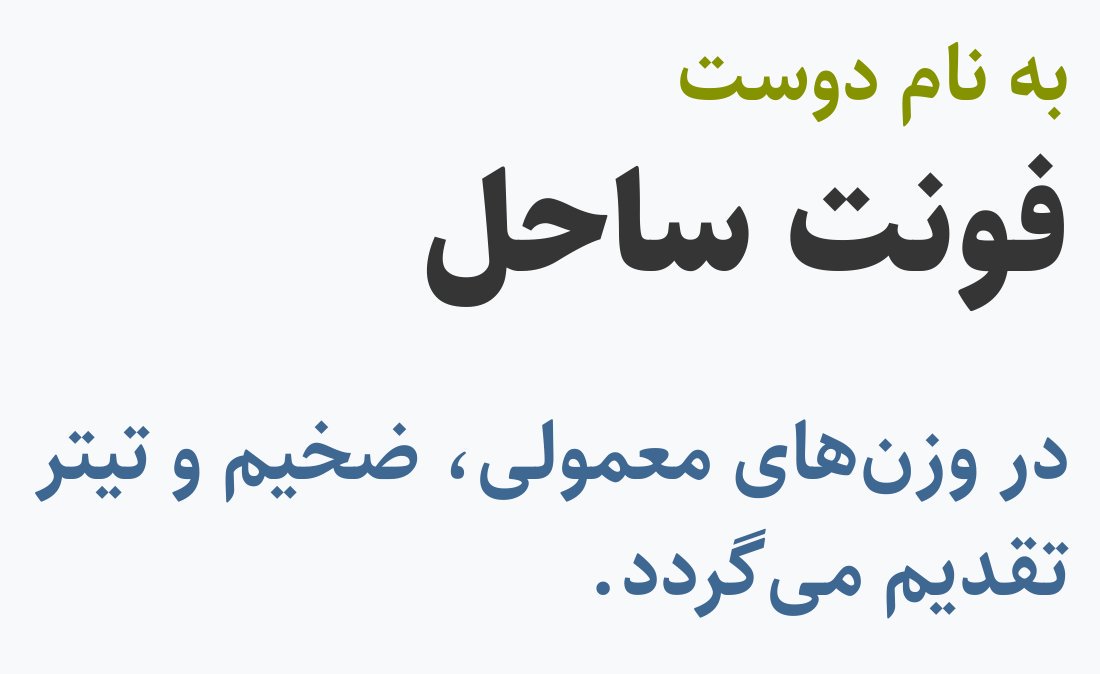 به نام دوست
فونت ساحل
در وزن‌های معمولی، ضخیم و تیتر
تقدیم می‌گردد.